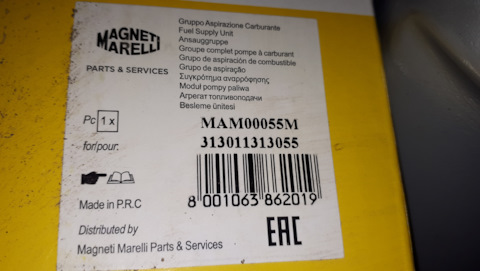 MAGNETI
MARELLI
PARTS & SERVICES
Gruppo Aspirazione Carburante
Fuel Supply Unit
Ansauggruppe
Groupe complet pompe à carburant
Grupo de aspiración de combustible
Grupo de aspiração
Συγκρότημα αναρρόφησης
Moduł pompy paliwa
Агрегат топливоподачи
Besleme ünitesi
Pc 1 x
MAM00055M
for/pour:
313011313055
8 001063 862019
Made in P.R.C
Distributed by
Magneti Marelli Parts & Services
EAC